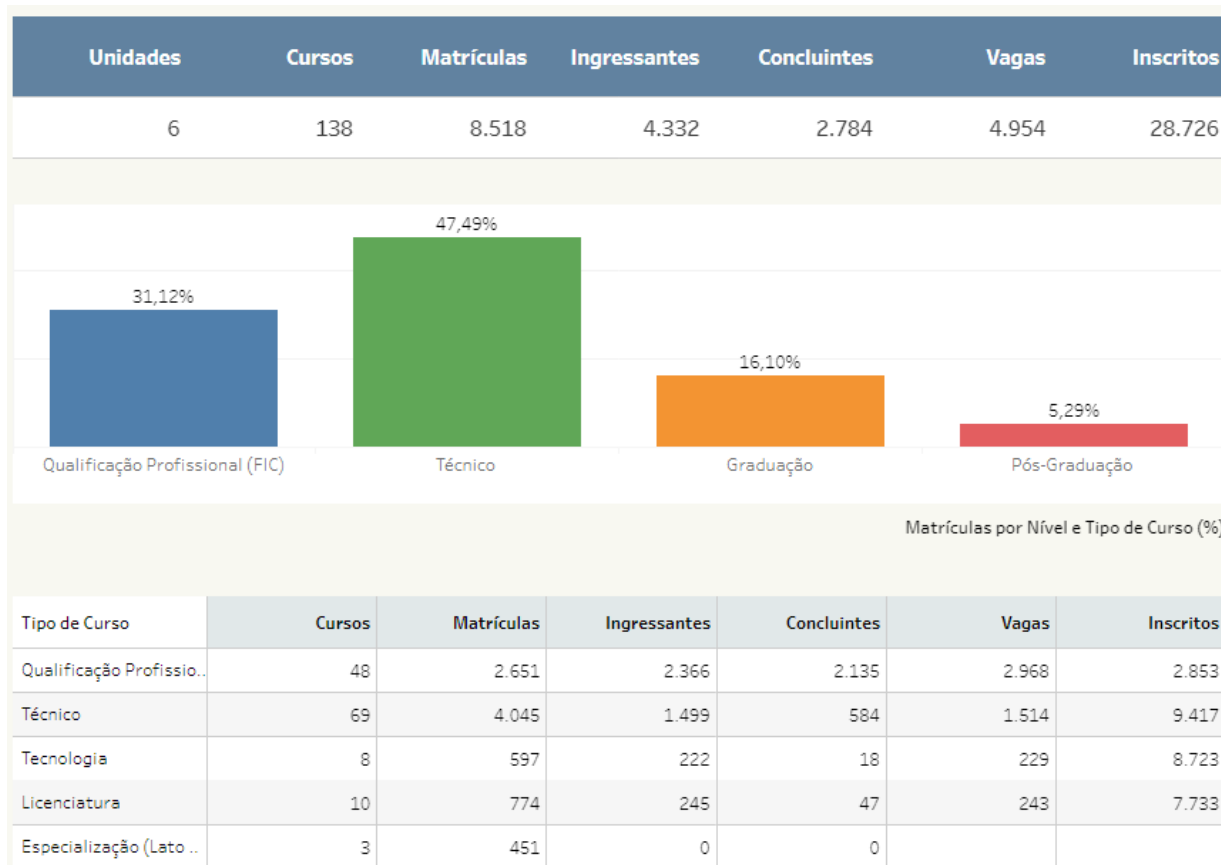 Unidades Cursos Matrículas Ingressantes Concluintes Vagas Inscritos
6 138 8.518 4.332 2.784 4.954 28.726
47,49%
31,12%
16,10%
5,29%
Qualificação Profissional (FIC) Técnico Graduação Pós-Graduação
Matrículas por Nível e Tipo de Curso (%)
Tipo de Curso Cursos Matrículas Ingressantes Concluintes Vagas Inscritos
Qualificação Profissio.. 48 2.651 2.366 2.135 2.968 2.853
Técnico 69 4.045 1.499 584 1.514 9.417
Tecnologia 8 597 222 18 229 8.723
Licenciatura 10 774 245 47 243 7.733
Especialização (Lato .. 3 451 0 0